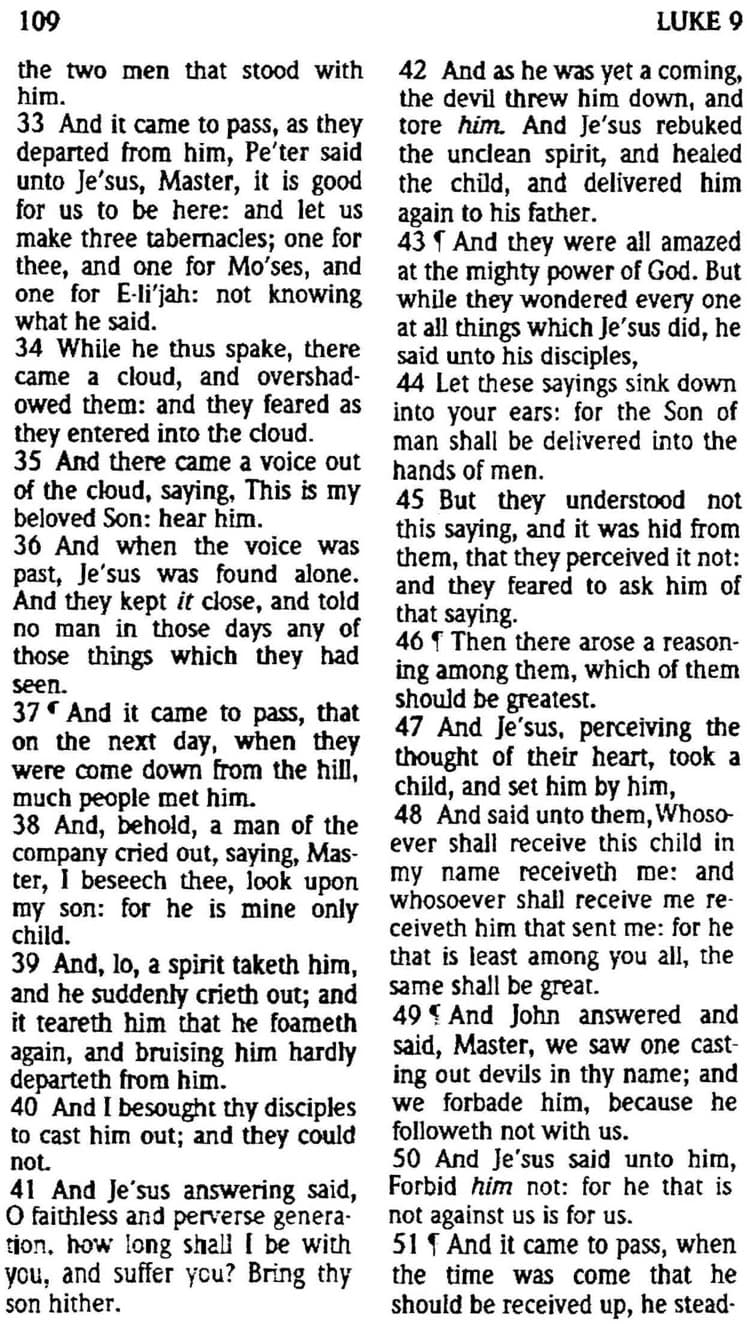 109
LUKE 9
the two men that stood with
him.
33 And it came to pass, as they
departed from him, Pe'ter said
unto Je'sus, Master, it is good
for us to be here: and let us
make three tabernacles; one for
thee, and one for Mo'ses, and
one for E-li'jah: not knowing
what he said.
34 While he thus spake, there
came a cloud, and overshad-
owed them: and they feared as
they entered into the cloud.
35 And there came a voice out
of the cloud, saying, This is my
beloved Son: hear him.
36 And when the voice was
past, Je'sus was found alone.
And they kept it close, and told
no man in those days any of
those things which they had
seen.
37 ¶ And it came to pass, that
on the next day, when they
were come down from the hill,
much people met him.
38 And, behold, a man of the
company cried out, saying, Mas-
ter, I beseech thee, look upon
my son: for he is mine only
child.
39 And, lo, a spirit taketh him,
and he suddenly crieth out; and
it teareth him that he foameth
again, and bruising him hardly
departeth from him.
40 And I besought thy disciples
to cast him out; and they could
not.
41 And Je'sus answering said,
O faithless and perverse genera-
tion, how long shall I be with
you, and suffer you? Bring thy
son hither.
42 And as he was yet a coming,
the devil threw him down, and
tore him. And Je'sus rebuked
the unclean spirit, and healed
the child, and delivered him
again to his father.
43 ¶ And they were all amazed
at the mighty power of God. But
while they wondered every one
at all things which Je'sus did, he
said unto his disciples,
44 Let these sayings sink down
into your ears: for the Son of
man shall be delivered into the
hands of men.
45 But they understood not
this saying, and it was hid from
them, that they perceived it not:
and they feared to ask him of
that saying.
46 ¶ Then there arose a reason-
ing among them, which of them
should be greatest.
47 And Je'sus, perceiving the
thought of their heart, took a
child, and set him by him,
48 And said unto them, Whoso-
ever shall receive this child in
my name receiveth me: and
whosoever shall receive me re-
ceiveth him that sent me: for he
that is least among you all, the
same shall be great.
49 ¶ And John answered and
said, Master, we saw one cast-
ing out devils in thy name; and
we forbade him, because he
followeth not with us.
50 And Je'sus said unto him,
Forbid him not: for he that is
not against us is for us.
51 ¶ And it came to pass, when
the time was come that he
should be received up, he stead-